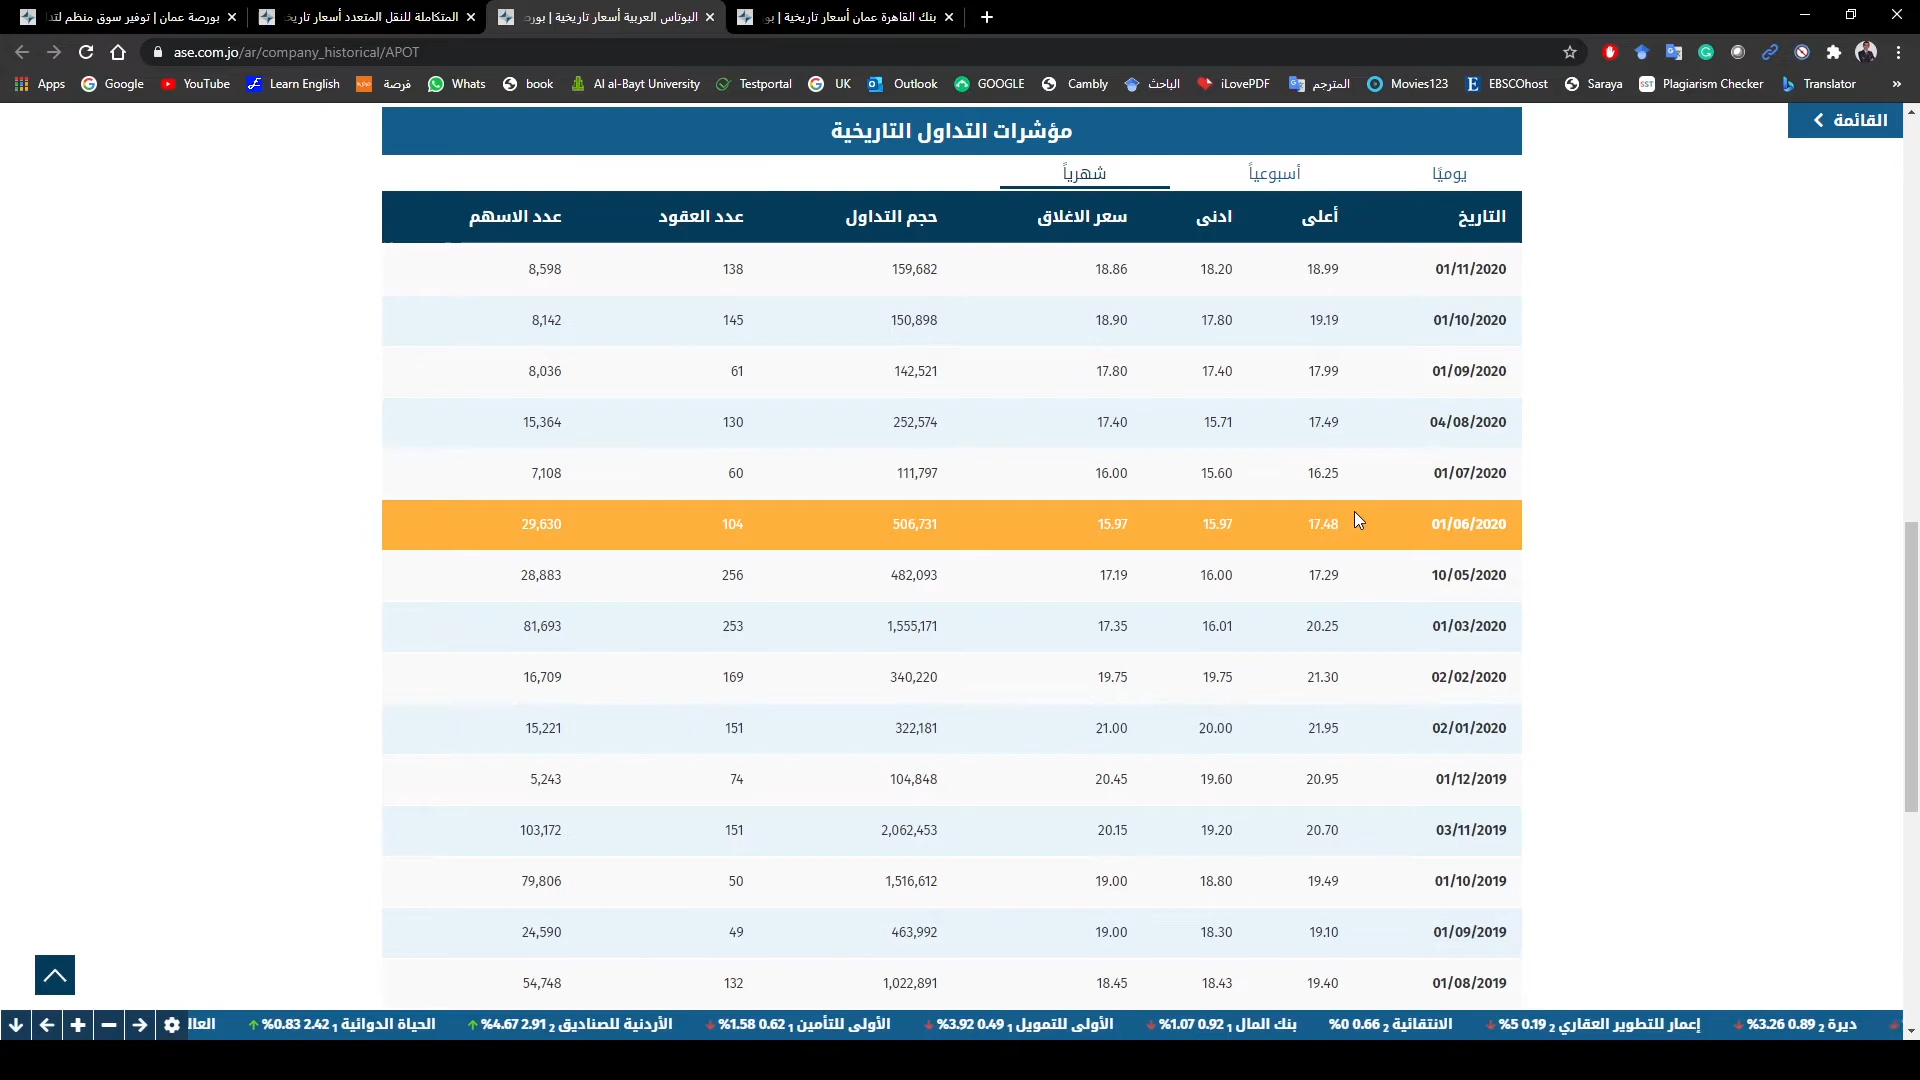 بورصة عمان | توفير سوق منظم لتدا
المتكاملة للنقل المتعدد أسعار تاريخ
البوتاس العربية أسعار تاريخية | بورص
بنك القاهرة عمان أسعار تاريخية | بو
ase.com.jo/ar/company_historical/APOT
Apps Google YouTube Learn English فرصة Whats book Al al-Bayt University Testportal UK Outlook GOOGLE Cambly الباحث iLovePDF المترجم Movies123 EBSCOhost Saraya Plagiarism Checker Translator »
القائمة
مؤشرات التداول التاريخية
يوميًا أسبوعياً شهرياً
التاريخ أعلى ادنى سعر الاغلاق حجم التداول عدد العقود عدد الاسهم
01/11/2020 18.99 18.20 18.86 159,682 138 8,598
01/10/2020 19.19 17.80 18.90 150,898 145 8,142
01/09/2020 17.99 17.40 17.80 142,521 61 8,036
04/08/2020 17.49 15.71 17.40 252,574 130 15,364
01/07/2020 16.25 15.60 16.00 111,797 60 7,108
01/06/2020 17.48 15.97 15.97 506,731 104 29,630
10/05/2020 17.29 16.00 17.19 482,093 256 28,883
01/03/2020 20.25 16.01 17.35 1,555,171 253 81,693
02/02/2020 21.30 19.75 19.75 340,220 169 16,709
02/01/2020 21.95 20.00 21.00 322,181 151 15,221
01/12/2019 20.95 19.60 20.45 104,848 74 5,243
03/11/2019 20.70 19.20 20.15 2,062,453 151 103,172
01/10/2019 19.49 18.80 19.00 1,516,612 50 79,806
01/09/2019 19.10 18.30 19.00 463,992 49 24,590
01/08/2019 19.40 18.43 18.45 1,022,891 132 54,748
ديرة 2 0.89 3.26% إعمار للتطوير العقاري 2 0.19 5% الانتقائية 2 0.66 0% بنك المال 1 0.92 1.07% الأولى للتمويل 1 0.49 3.92% الأولى للتأمين 1 0.62 1.58% الأردنية للصناديق 2 2.91 4.67% الحياة الدوائية 1 2.42 0.83% العال